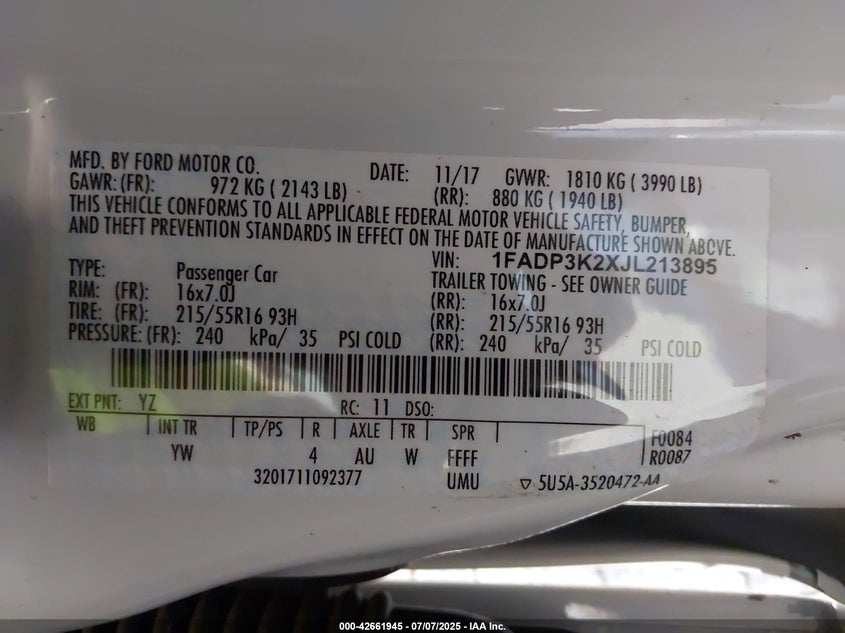 MFD. BY FORD MOTOR CO. DATE: 11/17 GVWR: 1810 KG ( 3990 LB)
GAWR: (FR): 972 KG ( 2143 LB) (RR): 880 KG ( 1940 LB)
THIS VEHICLE CONFORMS TO ALL APPLICABLE FEDERAL MOTOR VEHICLE SAFETY, BUMPER,
AND THEFT PREVENTION STANDARDS IN EFFECT ON THE DATE OF MANUFACTURE SHOWN ABOVE.
VIN: 1FADP3K2XJL213895
TYPE: Passenger Car TRAILER TOWING - SEE OWNER GUIDE
RIM: (FR): 16x7.0J (RR): 16x7.0J
TIRE: (FR): 215/55R16 93H (RR): 215/55R16 93H
PRESSURE: (FR): 240 kPa/ 35 PSI COLD (RR): 240 kPa/ 35 PSI COLD
EXT PNT: YZ RC: 11 DSO:
WB INT TR TP/PS R AXLE TR SPR F0084
YW 4 AU W FFFF R0087
3201711092377 UMU ▽ 5U5A-3520472-AA
000-42661945 - 07/07/2025 - IAA Inc.